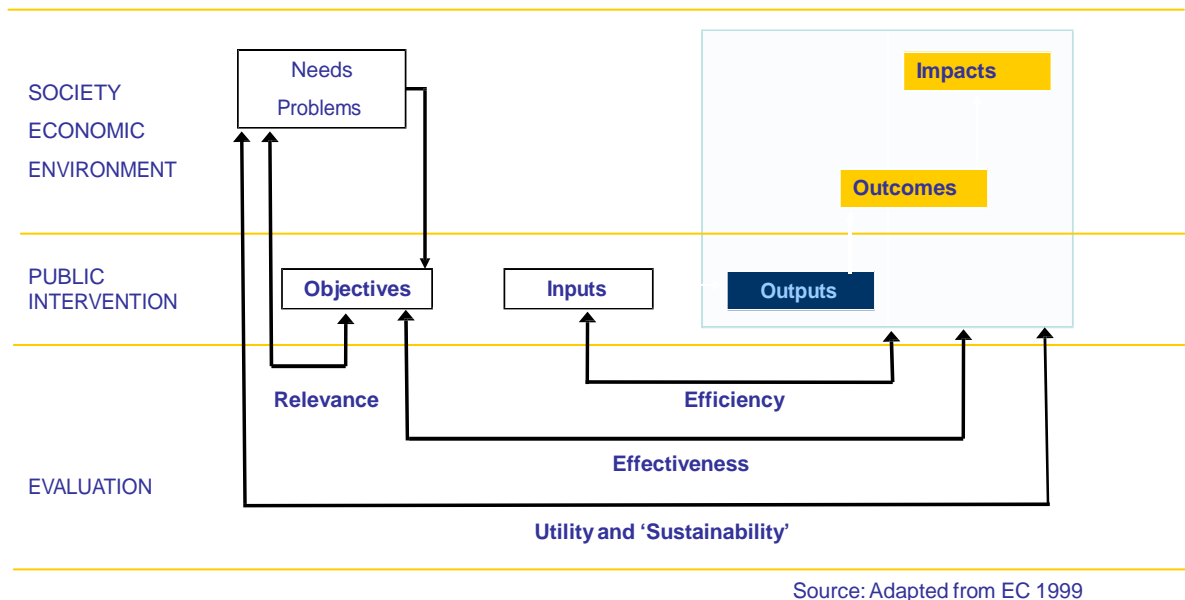 Needs
Problems
Impacts
SOCIETY
ECONOMIC
ENVIRONMENT
Outcomes
PUBLIC
INTERVENTION
Objectives
Inputs
Outputs
Relevance
Efficiency
Effectiveness
EVALUATION
Utility and ‘Sustainability’
Source: Adapted from EC 1999